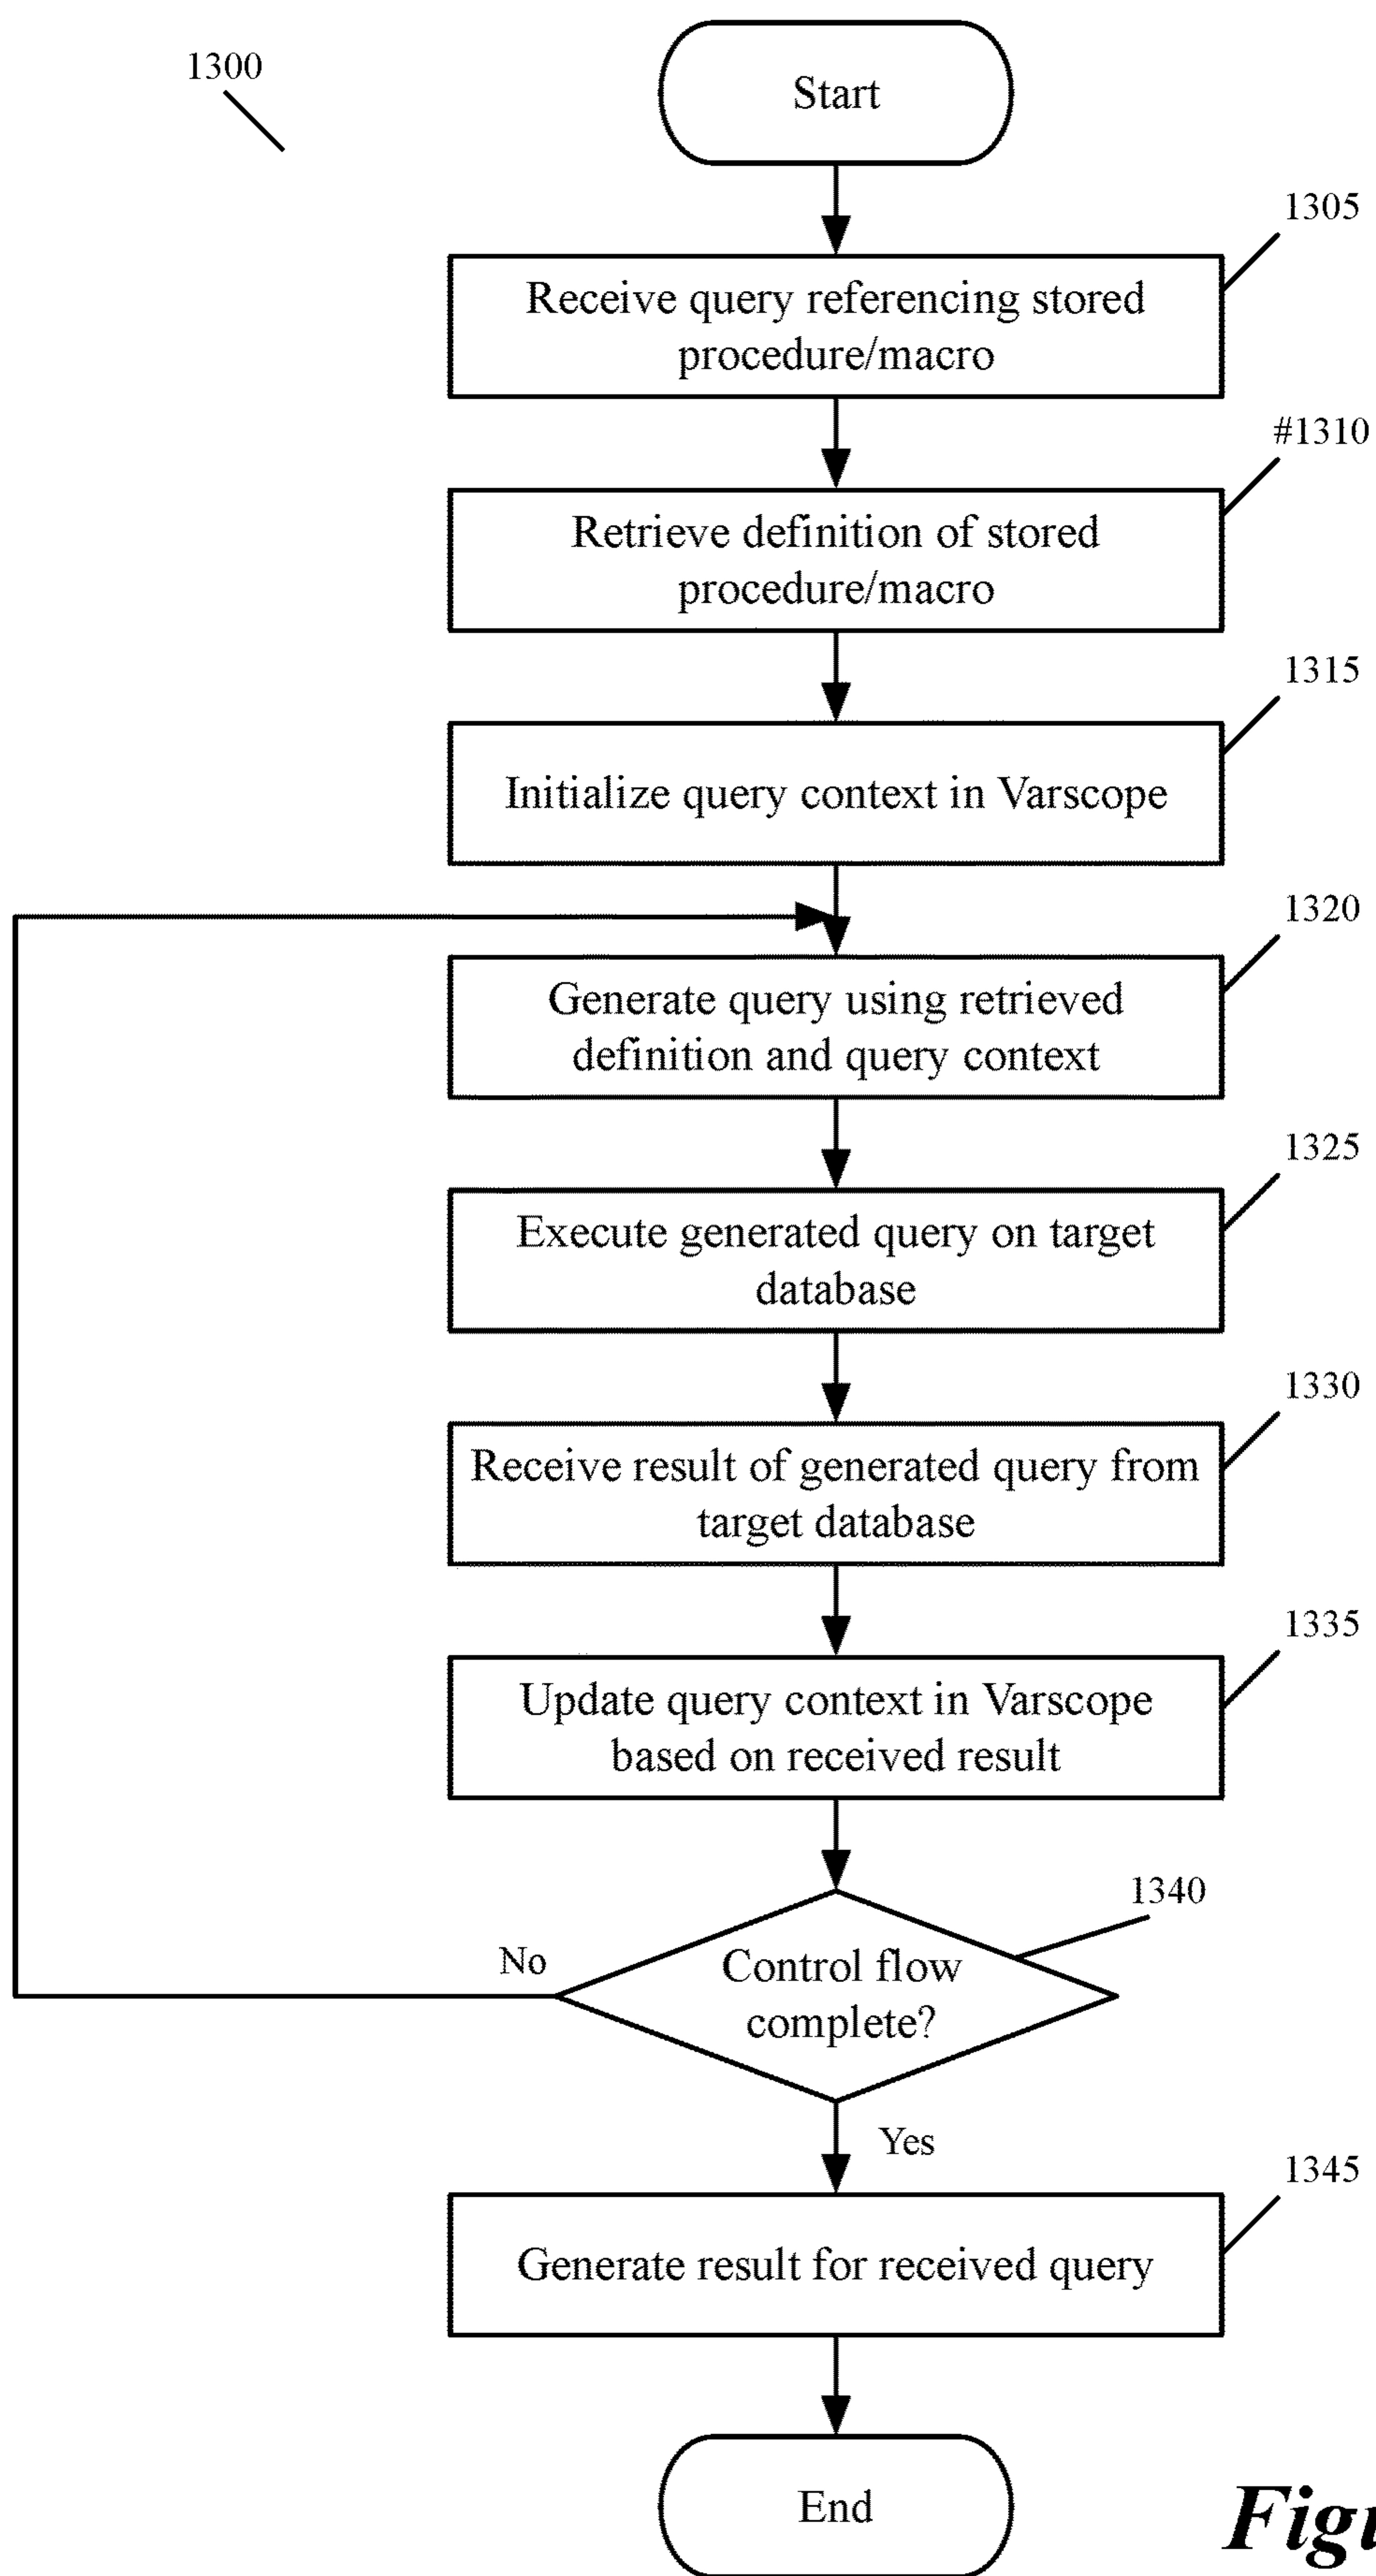 1300
Start
1305
Receive query referencing stored
procedure/macro
#1310
Retrieve definition of stored
procedure/macro
1315
Initialize query context in Varscope
1320
Generate query using retrieved
definition and query context
1325
Execute generated query on target
database
1330
Receive result of generated query from
target database
1335
Update query context in Varscope
based on received result
1340
Control flow
complete?
No
Yes
1345
Generate result for received query
End